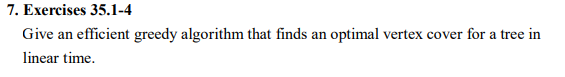 7. Exercises 35.1-4
Give an efficient greedy algorithm that finds an optimal vertex cover for a tree in
linear time.